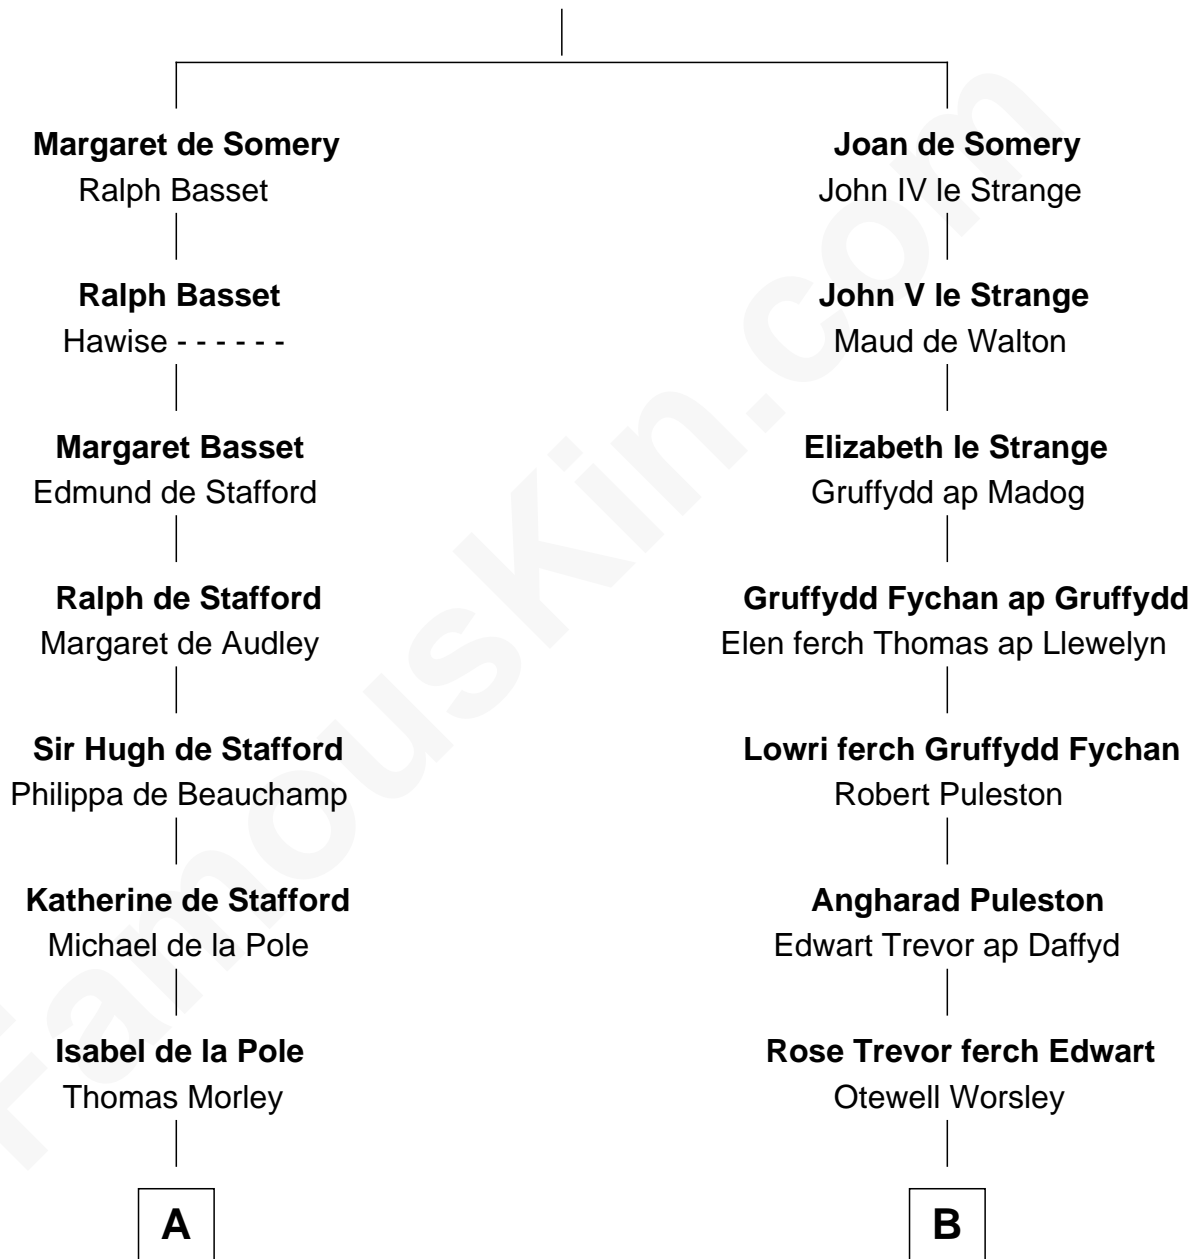 Margaret de Somery
Ralph Basset
Joan de Somery
John IV le Strange
Ralph Basset
Hawise - - - - - -
John V le Strange
Maud de Walton
Margaret Basset
Edmund de Stafford
Elizabeth le Strange
Gruffydd ap Madog
Ralph de Stafford
Margaret de Audley
Gruffydd Fychan ap Gruffydd
Elen ferch Thomas ap Llewelyn
Sir Hugh de Stafford
Philippa de Beauchamp
Lowri ferch Gruffydd Fychan
Robert Puleston
Katherine de Stafford
Michael de la Pole
Angharad Puleston
Edwart Trevor ap Daffyd
Isabel de la Pole
Thomas Morley
Rose Trevor ferch Edwart
Otewell Worsley
A
B
FamousKin.com